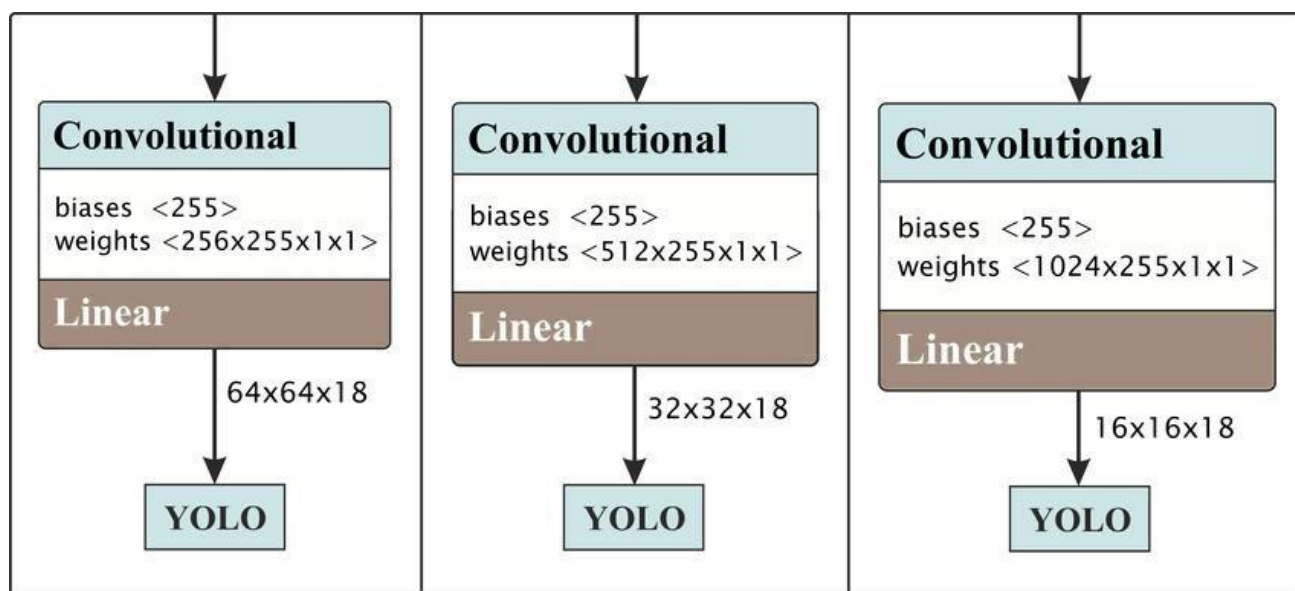 Convolutional
biases <255>
weights <256x255x1x1>
Linear
64x64x18
YOLO
Convolutional
biases <255>
weights <512x255x1x1>
Linear
32x32x18
YOLO
Convolutional
biases <255>
weights <1024x255x1x1>
Linear
16x16x18
YOLO